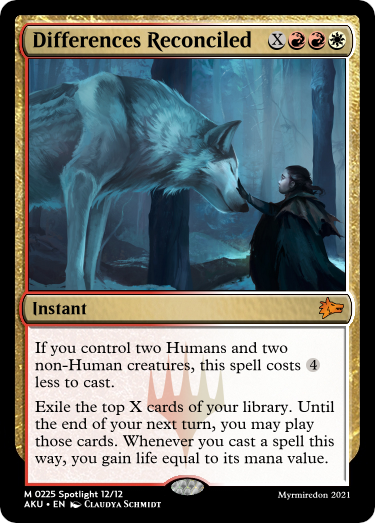 Differences Reconciled X
Instant
If you control two Humans and two
non-Human creatures, this spell costs 4
less to cast.
Exile the top X cards of your library. Until
the end of your next turn, you may play
those cards. Whenever you cast a spell this
way, you gain life equal to its mana value.
M 0225 Spotlight 12/12
AKU • EN Claudya Schmidt
Myrmiredon 2021